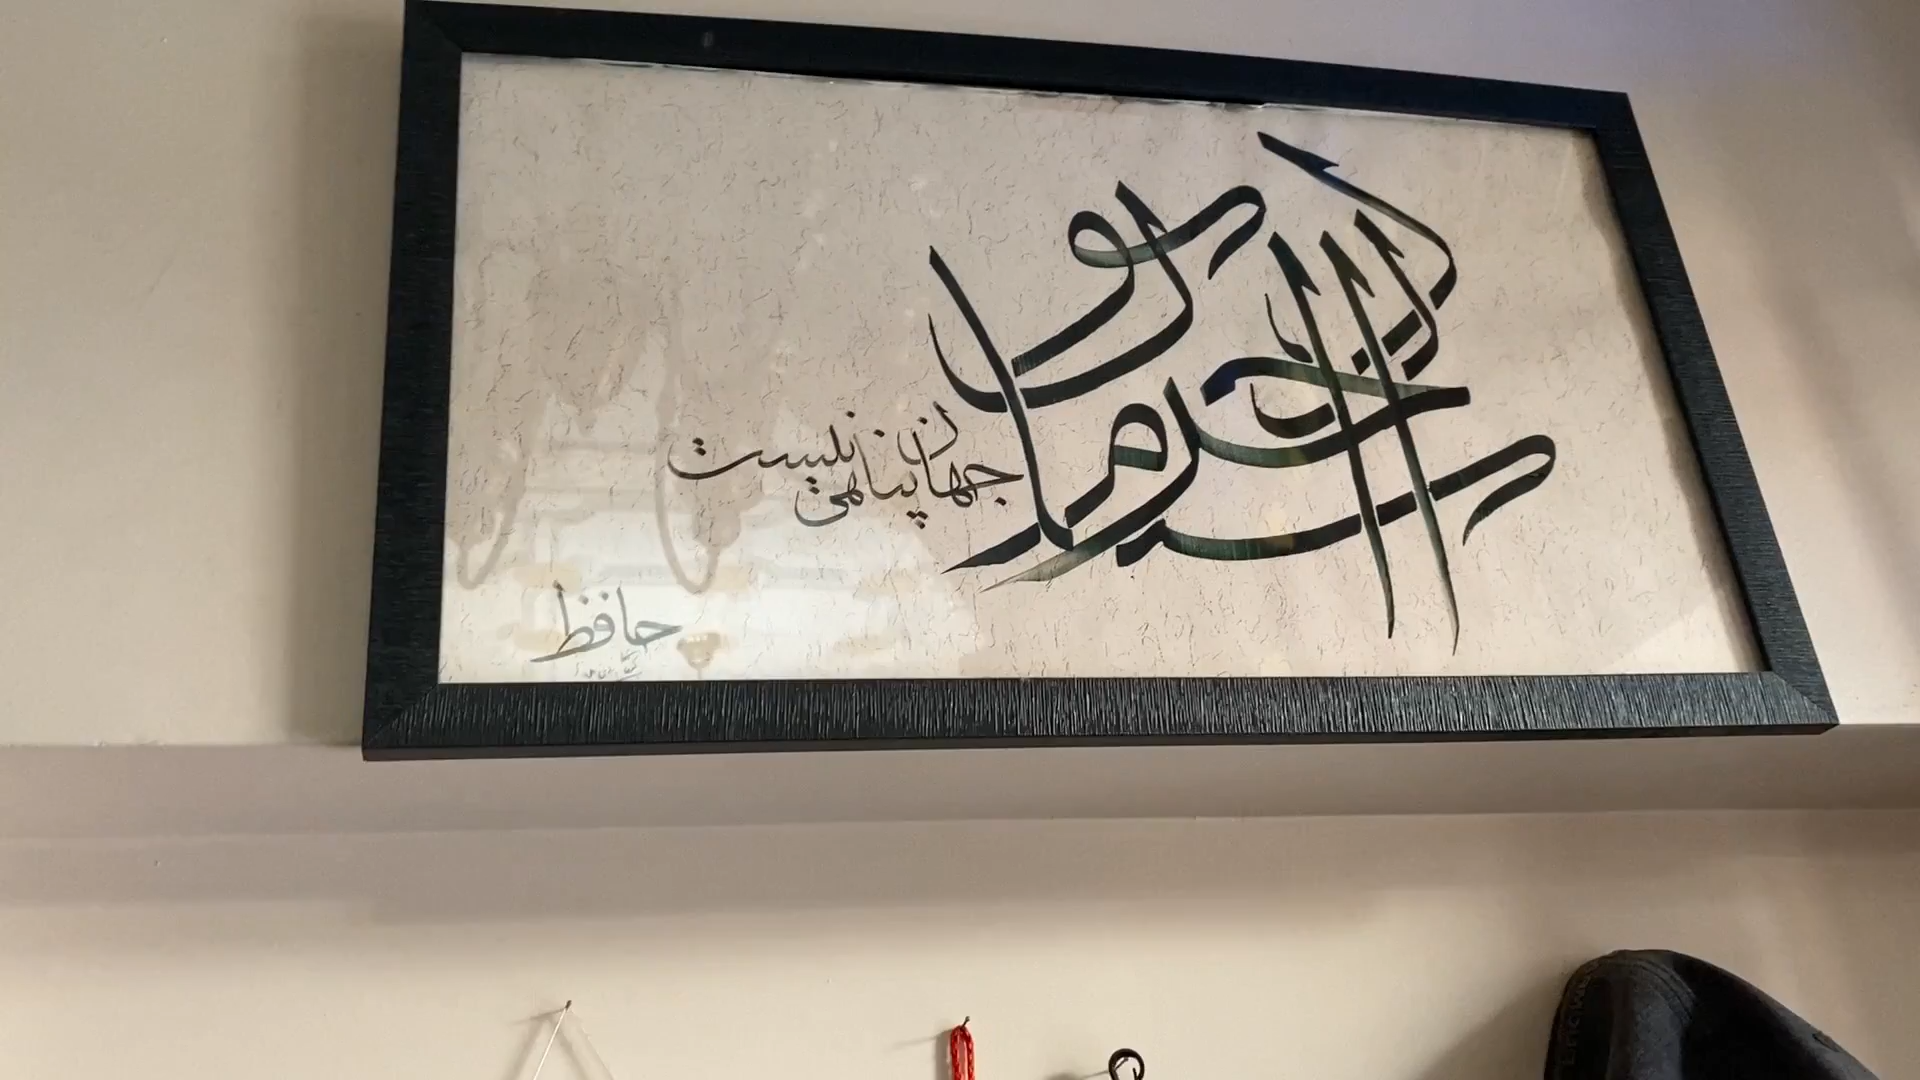 جز آستان توام در
جهان پناهی نیست
حافظ